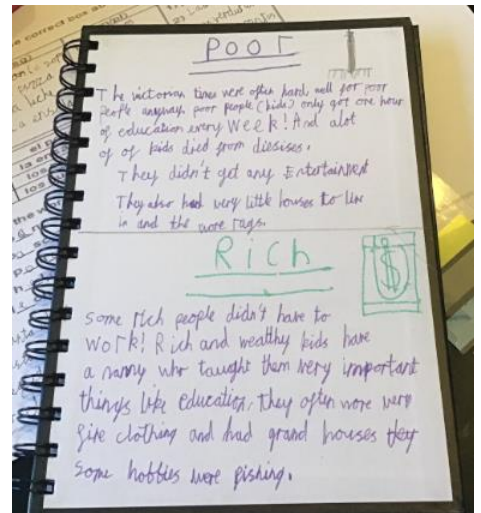 e correct box a
Poor
The victorian times were often hard, well for poor
people anyway, poor people (kids) only got one hour
of education every week! And alot
of of kids died from diesises.
They didn't get any Entertainment
They also had very little houses to live
in and the wore rags.
Rich
$
Some rich people didn't have to
work! Rich and wealthy kids have
a nanny who taught them very important
things like education, they often wore very
fine clothing and had grand houses they
Some hobbies were fishing.